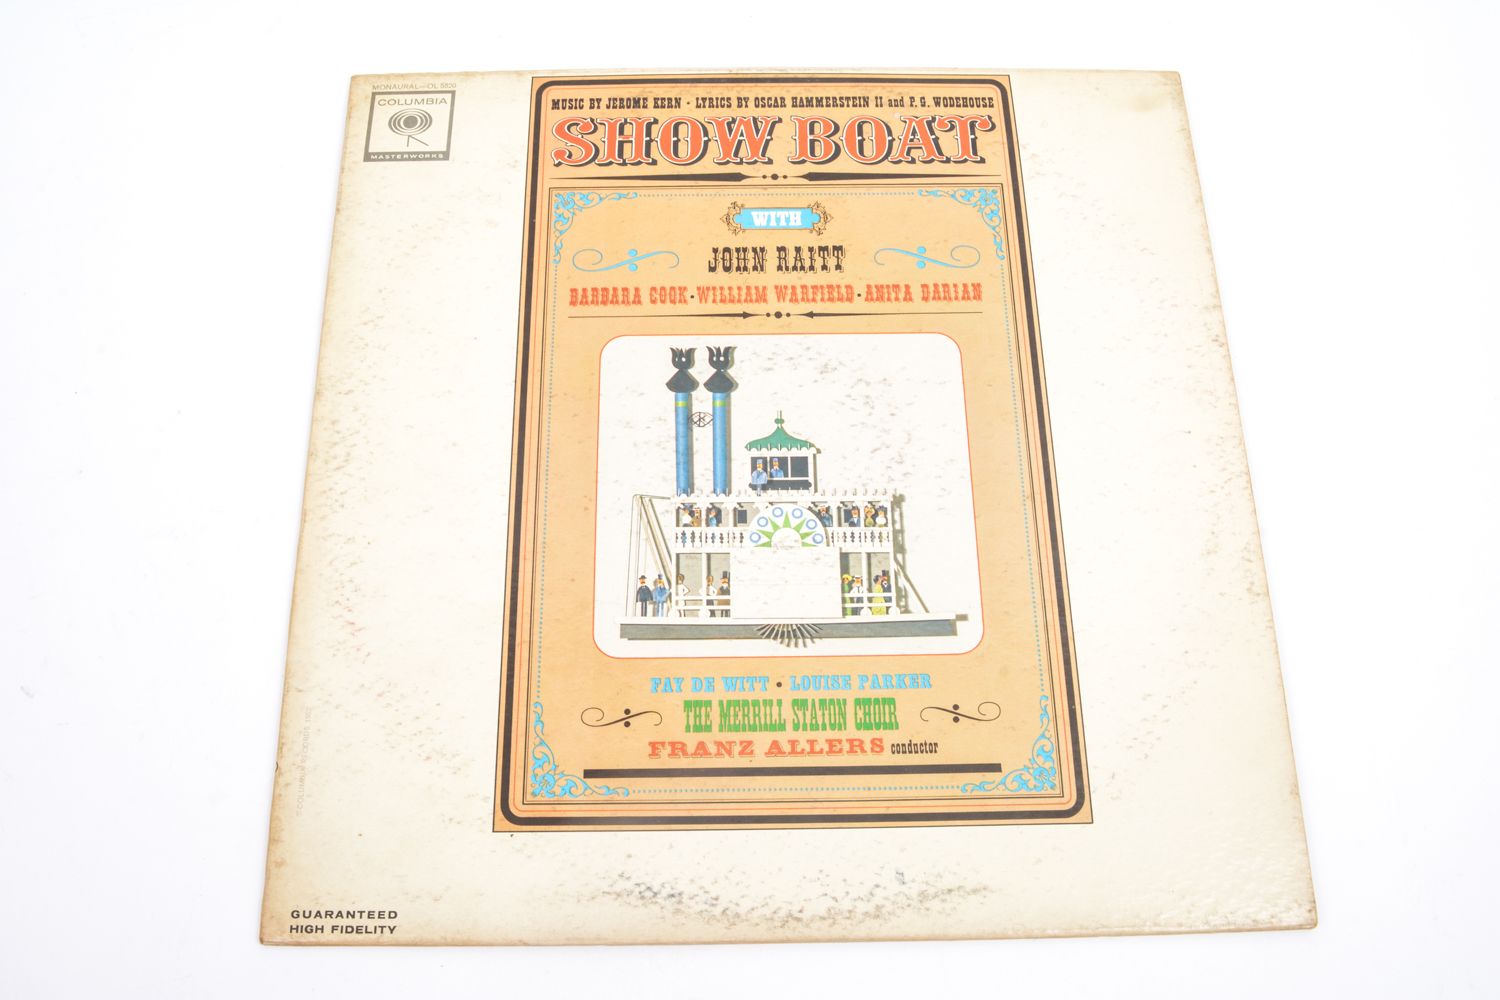 MONAURAL—OL 5820
COLUMBIA
MASTERWORKS
MUSIC BY JEROME KERN · LYRICS BY OSCAR HAMMERSTEIN II and P. G. WODEHOUSE
SHOW BOAT
WITH
JOHN RAITT
BARBARA COOK · WILLIAM WARFIELD · ANITA DARIAN
FAY DE WITT · LOUISE PARKER
THE MERRILL STATON CHOIR
FRANZ ALLERS conductor
GUARANTEED
HIGH FIDELITY